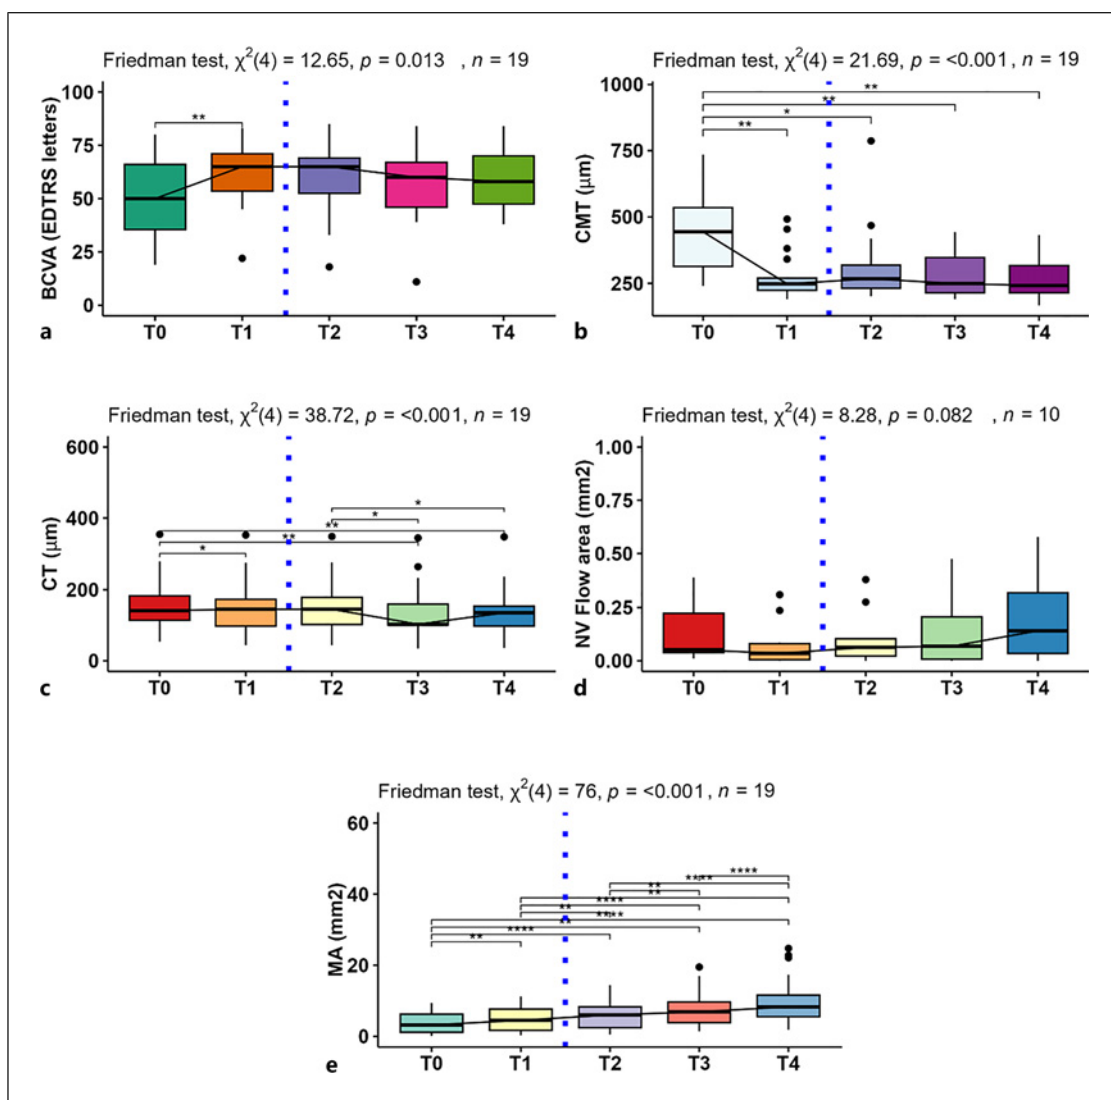 Friedman test, χ²(4) = 12.65, p = 0.013 , n = 19
BCVA (EDTRS letters)
100
75
50
25
0
**
T0 T1 T2 T3 T4
a
Friedman test, χ²(4) = 21.69, p = <0.001 , n = 19
CMT (μm)
1000
750
500
250
**
**
*
**
T0 T1 T2 T3 T4
b
Friedman test, χ²(4) = 38.72, p = <0.001, n = 19
CT (μm)
600
400
200
0
*
*
**
**
*
T0 T1 T2 T3 T4
c
Friedman test, χ²(4) = 8.28, p = 0.082 , n = 10
NV Flow area (mm2)
1.00
0.75
0.50
0.25
0.00
T0 T1 T2 T3 T4
d
Friedman test, χ²(4) = 76, p = <0.001 , n = 19
MA (mm2)
60
40
20
0
****
****
**
**
****
**
****
**
****
**
T0 T1 T2 T3 T4
e